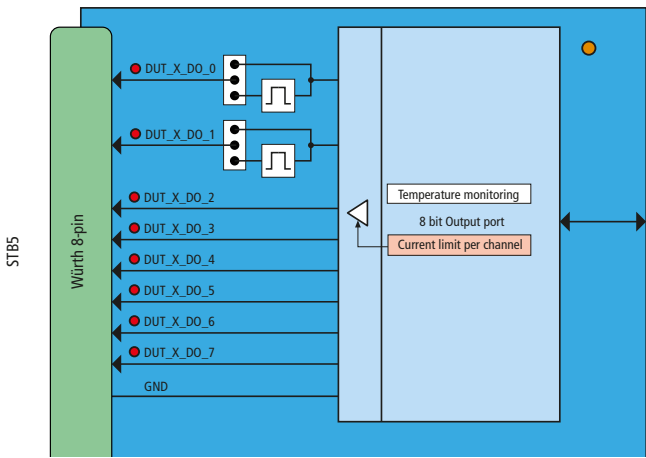 STB5
Würth 8-pin
DUT_X_DO_0
DUT_X_DO_1
DUT_X_DO_2
DUT_X_DO_3
DUT_X_DO_4
DUT_X_DO_5
DUT_X_DO_6
DUT_X_DO_7
GND
Temperature monitoring
8 bit Output port
Current limit per channel